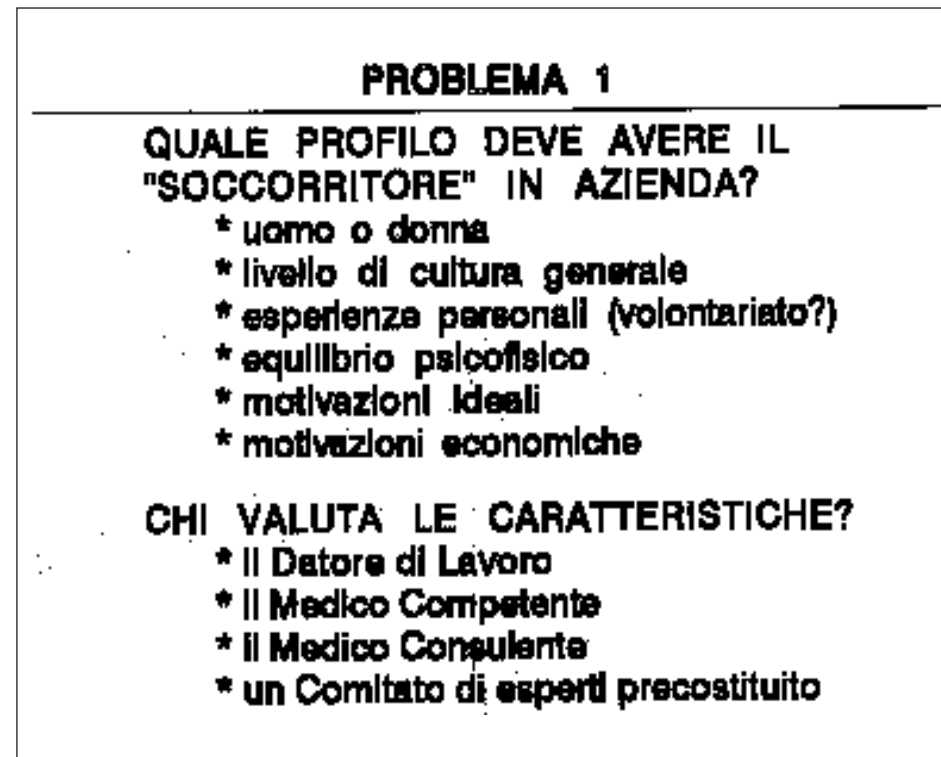 PROBLEMA 1
QUALE PROFILO DEVE AVERE IL
"SOCCORRITORE" IN AZIENDA?
* uomo o donna
* livello di cultura generale
* esperienze personali (volontariato?)
* equilibrio psicofisico
* motivazioni ideali
* motivazioni economiche
CHI VALUTA LE CARATTERISTICHE?
* il Datore di Lavoro
* il Medico Competente
* il Medico Consulente
* un Comitato di esperti precostituito